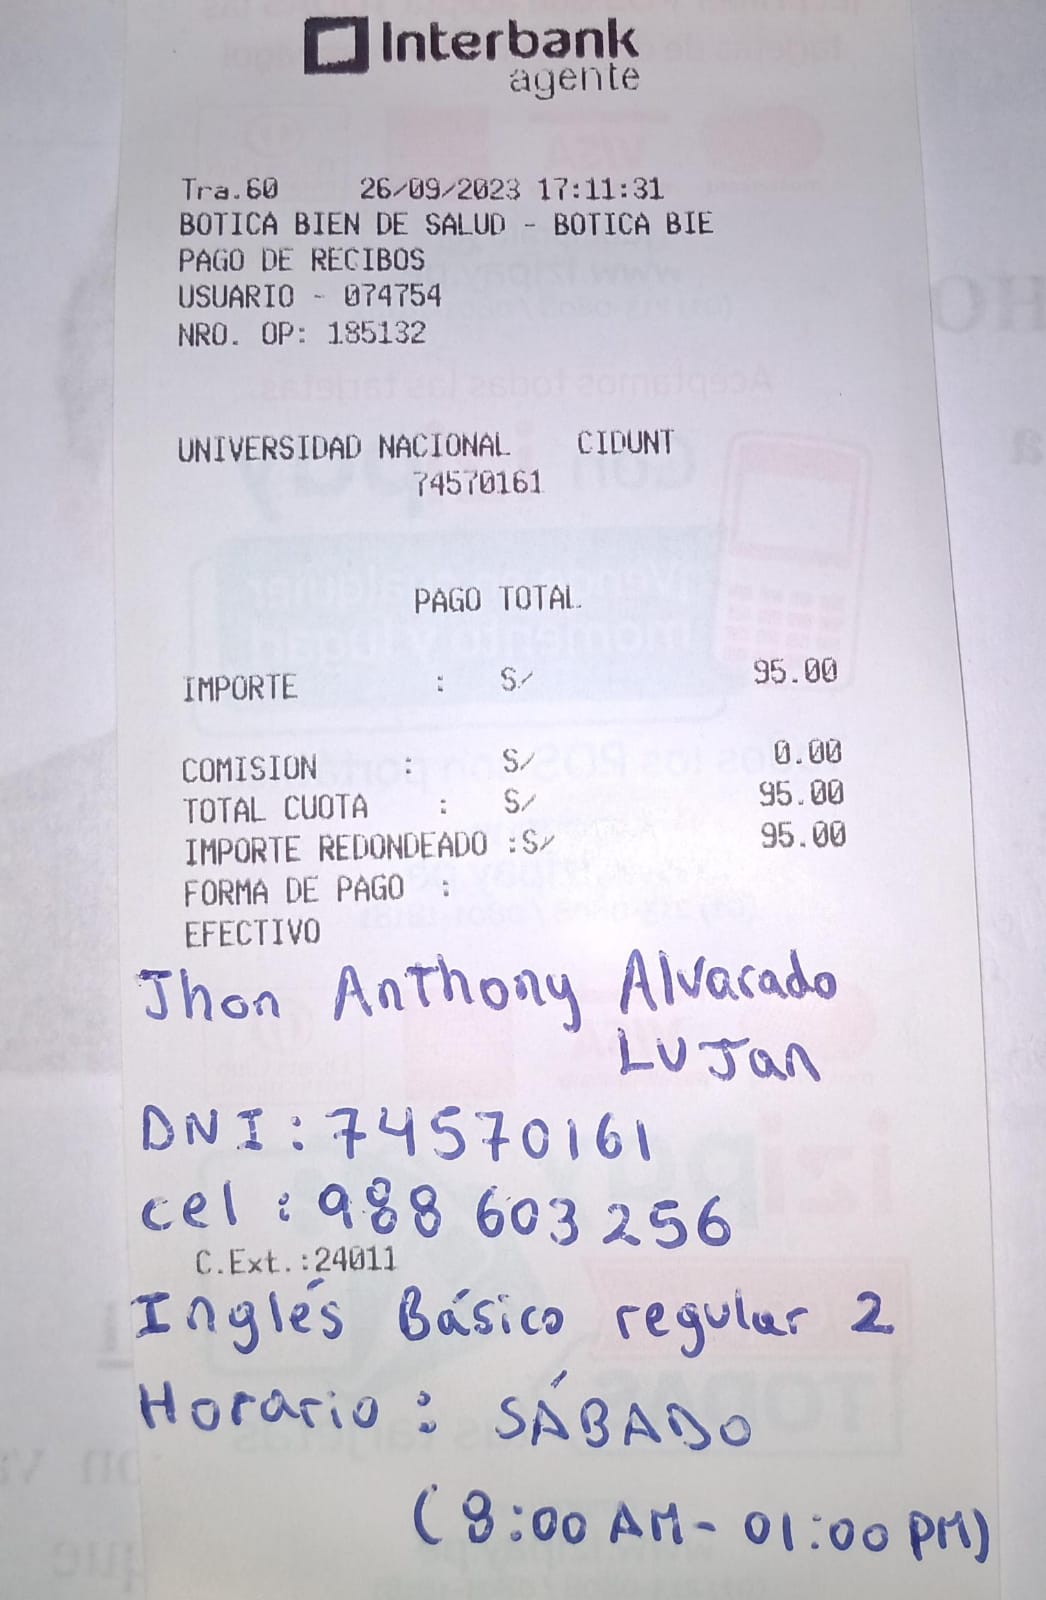 Interbank
agente
Tra.60 26/09/2023 17:11:31
BOTICA BIEN DE SALUD - BOTICA BIE
PAGO DE RECIBOS
USUARIO - 074754
NRO. OP: 185132
UNIVERSIDAD NACIONAL CIDUNT
74570161
PAGO TOTAL
IMPORTE : S/ 95.00
COMISION : S/ 0.00
TOTAL CUOTA : S/ 95.00
IMPORTE REDONDEADO :S/ 95.00
FORMA DE PAGO :
EFECTIVO
Jhon Anthony Alvarado
LUJan
DNI: 74570161
cel : 988 603 256
C.Ext.:24011
Inglés Básico regular 2
Horario : SÁBADO
(8:00 AM - 01:00 PM)